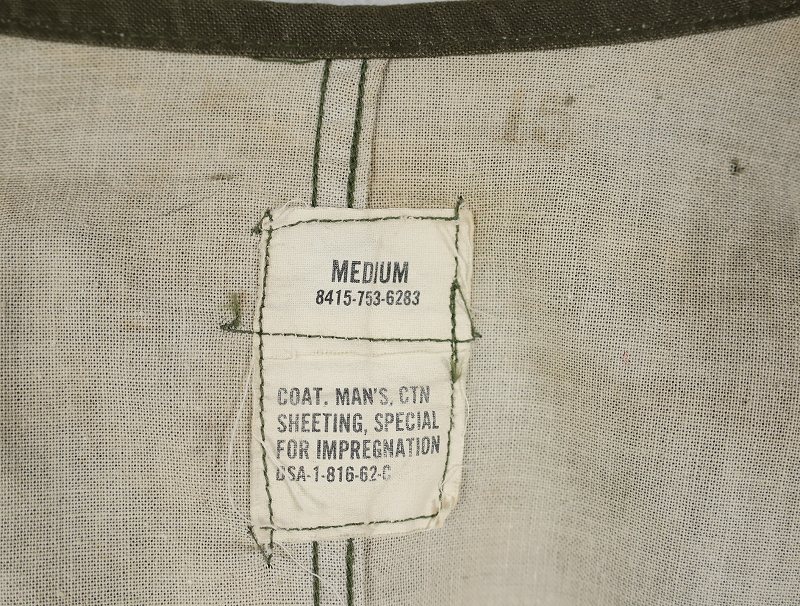 MEDIUM
8415-753-6283
COAT. MAN'S, CTN
SHEETING, SPECIAL
FOR IMPREGNATION
DSA-1-816-62-C